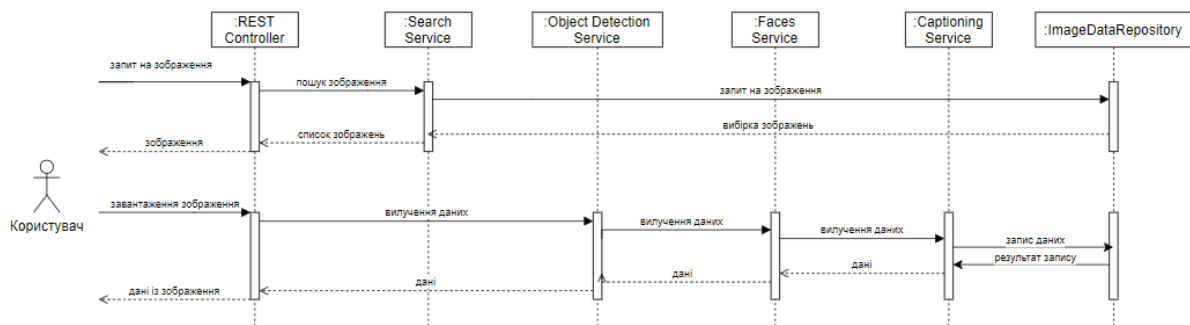 :REST
Controller
:Search
Service
:Object Detection
Service
:Faces
Service
:Captioning
Service
:ImageDataRepository
запит на зображення
пошук зображення
запит на зображення
вибірка зображень
список зображень
зображення
Користувач
завантаження зображення
вилучення даних
вилучення даних
вилучення даних
запис даних
результат запису
дані
дані
дані
дані із зображення